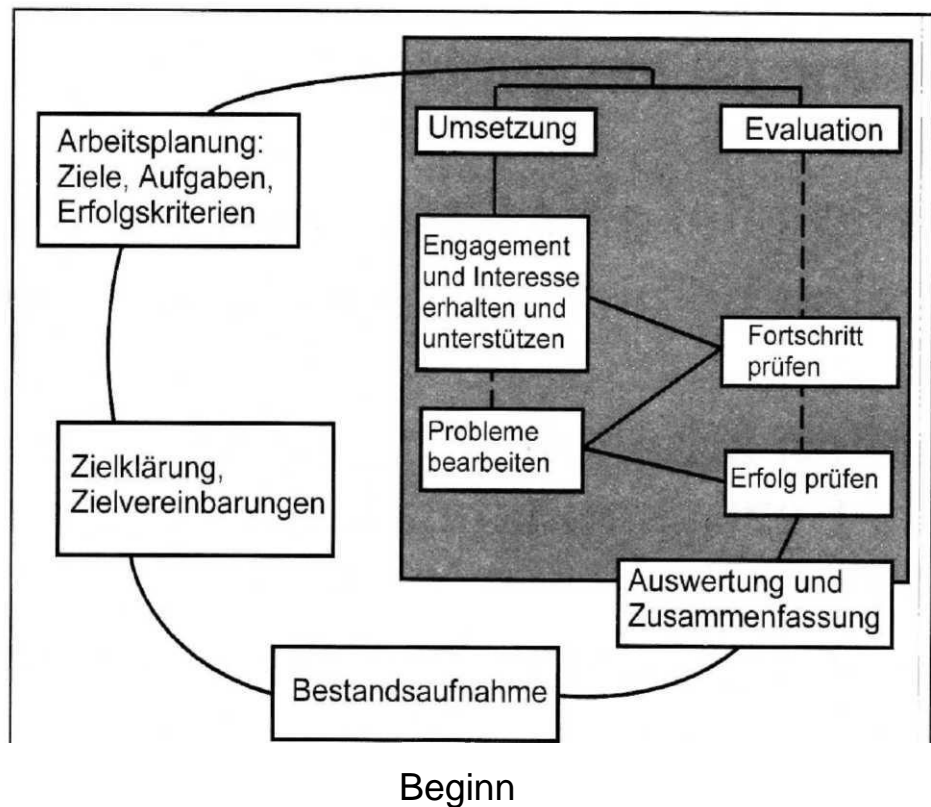 Arbeitsplanung:
Ziele, Aufgaben,
Erfolgskriterien
Umsetzung
Evaluation
Engagement
und Interesse
erhalten und
unterstützen
Fortschritt
prüfen
Probleme
bearbeiten
Erfolg prüfen
Zielklärung,
Zielvereinbarungen
Auswertung und
Zusammenfassung
Bestandsaufnahme
Beginn